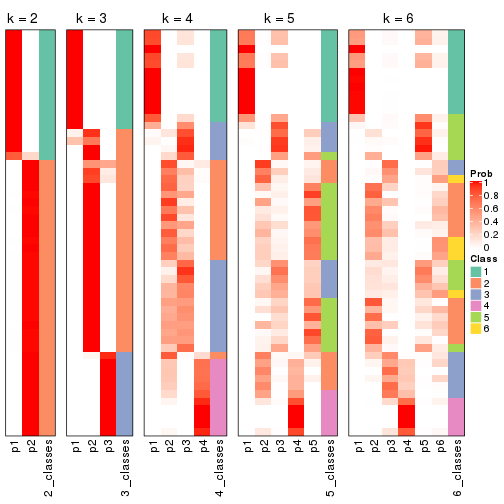 k = 2
k = 3
k = 4
k = 5
k = 6
Prob
1
0.8
0.6
0.4
0.2
0
Class
1
2
3
4
5
6
p1
p2
2_classes
p1
p2
p3
3_classes
p1
p2
p3
p4
4_classes
p1
p2
p3
p4
p5
5_classes
p1
p2
p3
p4
p5
p6
6_classes